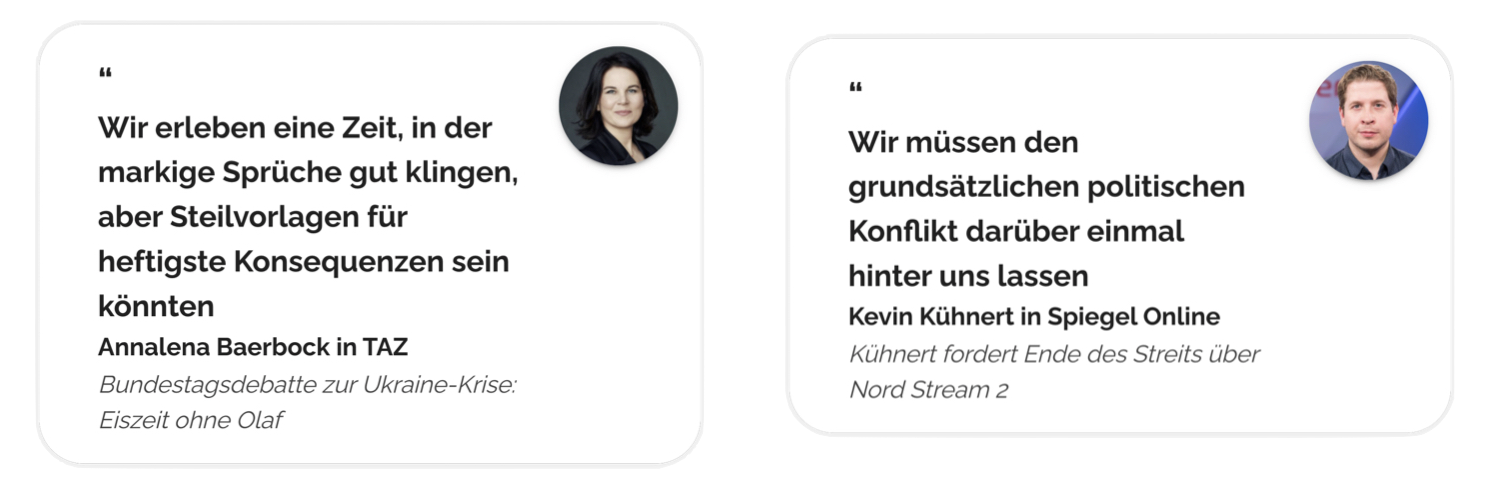 “
Wir erleben eine Zeit, in der
markige Sprüche gut klingen,
aber Steilvorlagen für
heftigste Konsequenzen sein
könnten
Annalena Baerbock in TAZ
Bundestagsdebatte zur Ukraine-Krise:
Eiszeit ohne Olaf
“
Wir müssen den
grundsätzlichen politischen
Konflikt darüber einmal
hinter uns lassen
Kevin Kühnert in Spiegel Online
Kühnert fordert Ende des Streits über
Nord Stream 2